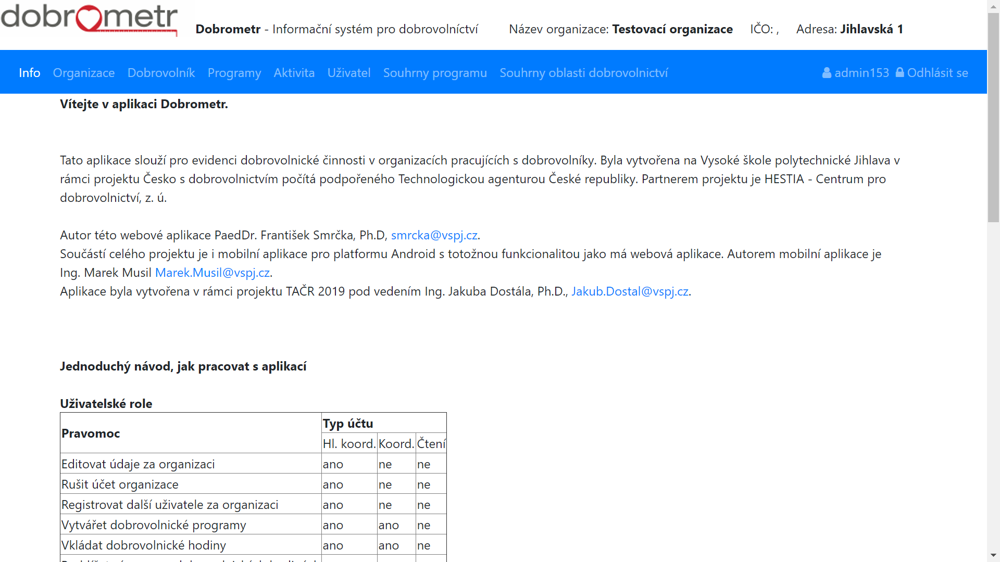 dobrometr
Dobrometr - Informační systém pro dobrovolníctví Název organizace: Testovací organizace IČO: , Adresa: Jihlavská 1
Info Organizace Dobrovolník Programy Aktivita Uživatel Souhrny programu Souhrny oblasti dobrovolnictví admin153 Odhlásit se
Vítejte v aplikaci Dobrometr.
Tato aplikace slouží pro evidenci dobrovolnické činnosti v organizacích pracujících s dobrovolníky. Byla vytvořena na Vysoké škole polytechnické Jihlava v
rámci projektu Česko s dobrovolnictvím počítá podpořeného Technologickou agenturou České republiky. Partnerem projektu je HESTIA - Centrum pro
dobrovolnictví, z. ú.
Autor této webové aplikace PaedDr. František Smrčka, Ph.D, smrcka@vspj.cz.
Součástí celého projektu je i mobilní aplikace pro platformu Android s totožnou funkcionalitou jako má webová aplikace. Autorem mobilní aplikace je
Ing. Marek Musil Marek.Musil@vspj.cz.
Aplikace byla vytvořena v rámci projektu TAČR 2019 pod vedením Ing. Jakuba Dostála, Ph.D., Jakub.Dostal@vspj.cz.
Jednoduchý návod, jak pracovat s aplikací
Uživatelské role
Pravomoc Typ účtu
Hl. koord. Koord. Čtení
Editovat údaje za organizaci ano ne ne
Rušit účet organizace ano ne ne
Registrovat další uživatele za organizaci ano ne ne
Vytvářet dobrovolnické programy ano ano ne
Vkládat dobrovolnické hodiny ano ano ne